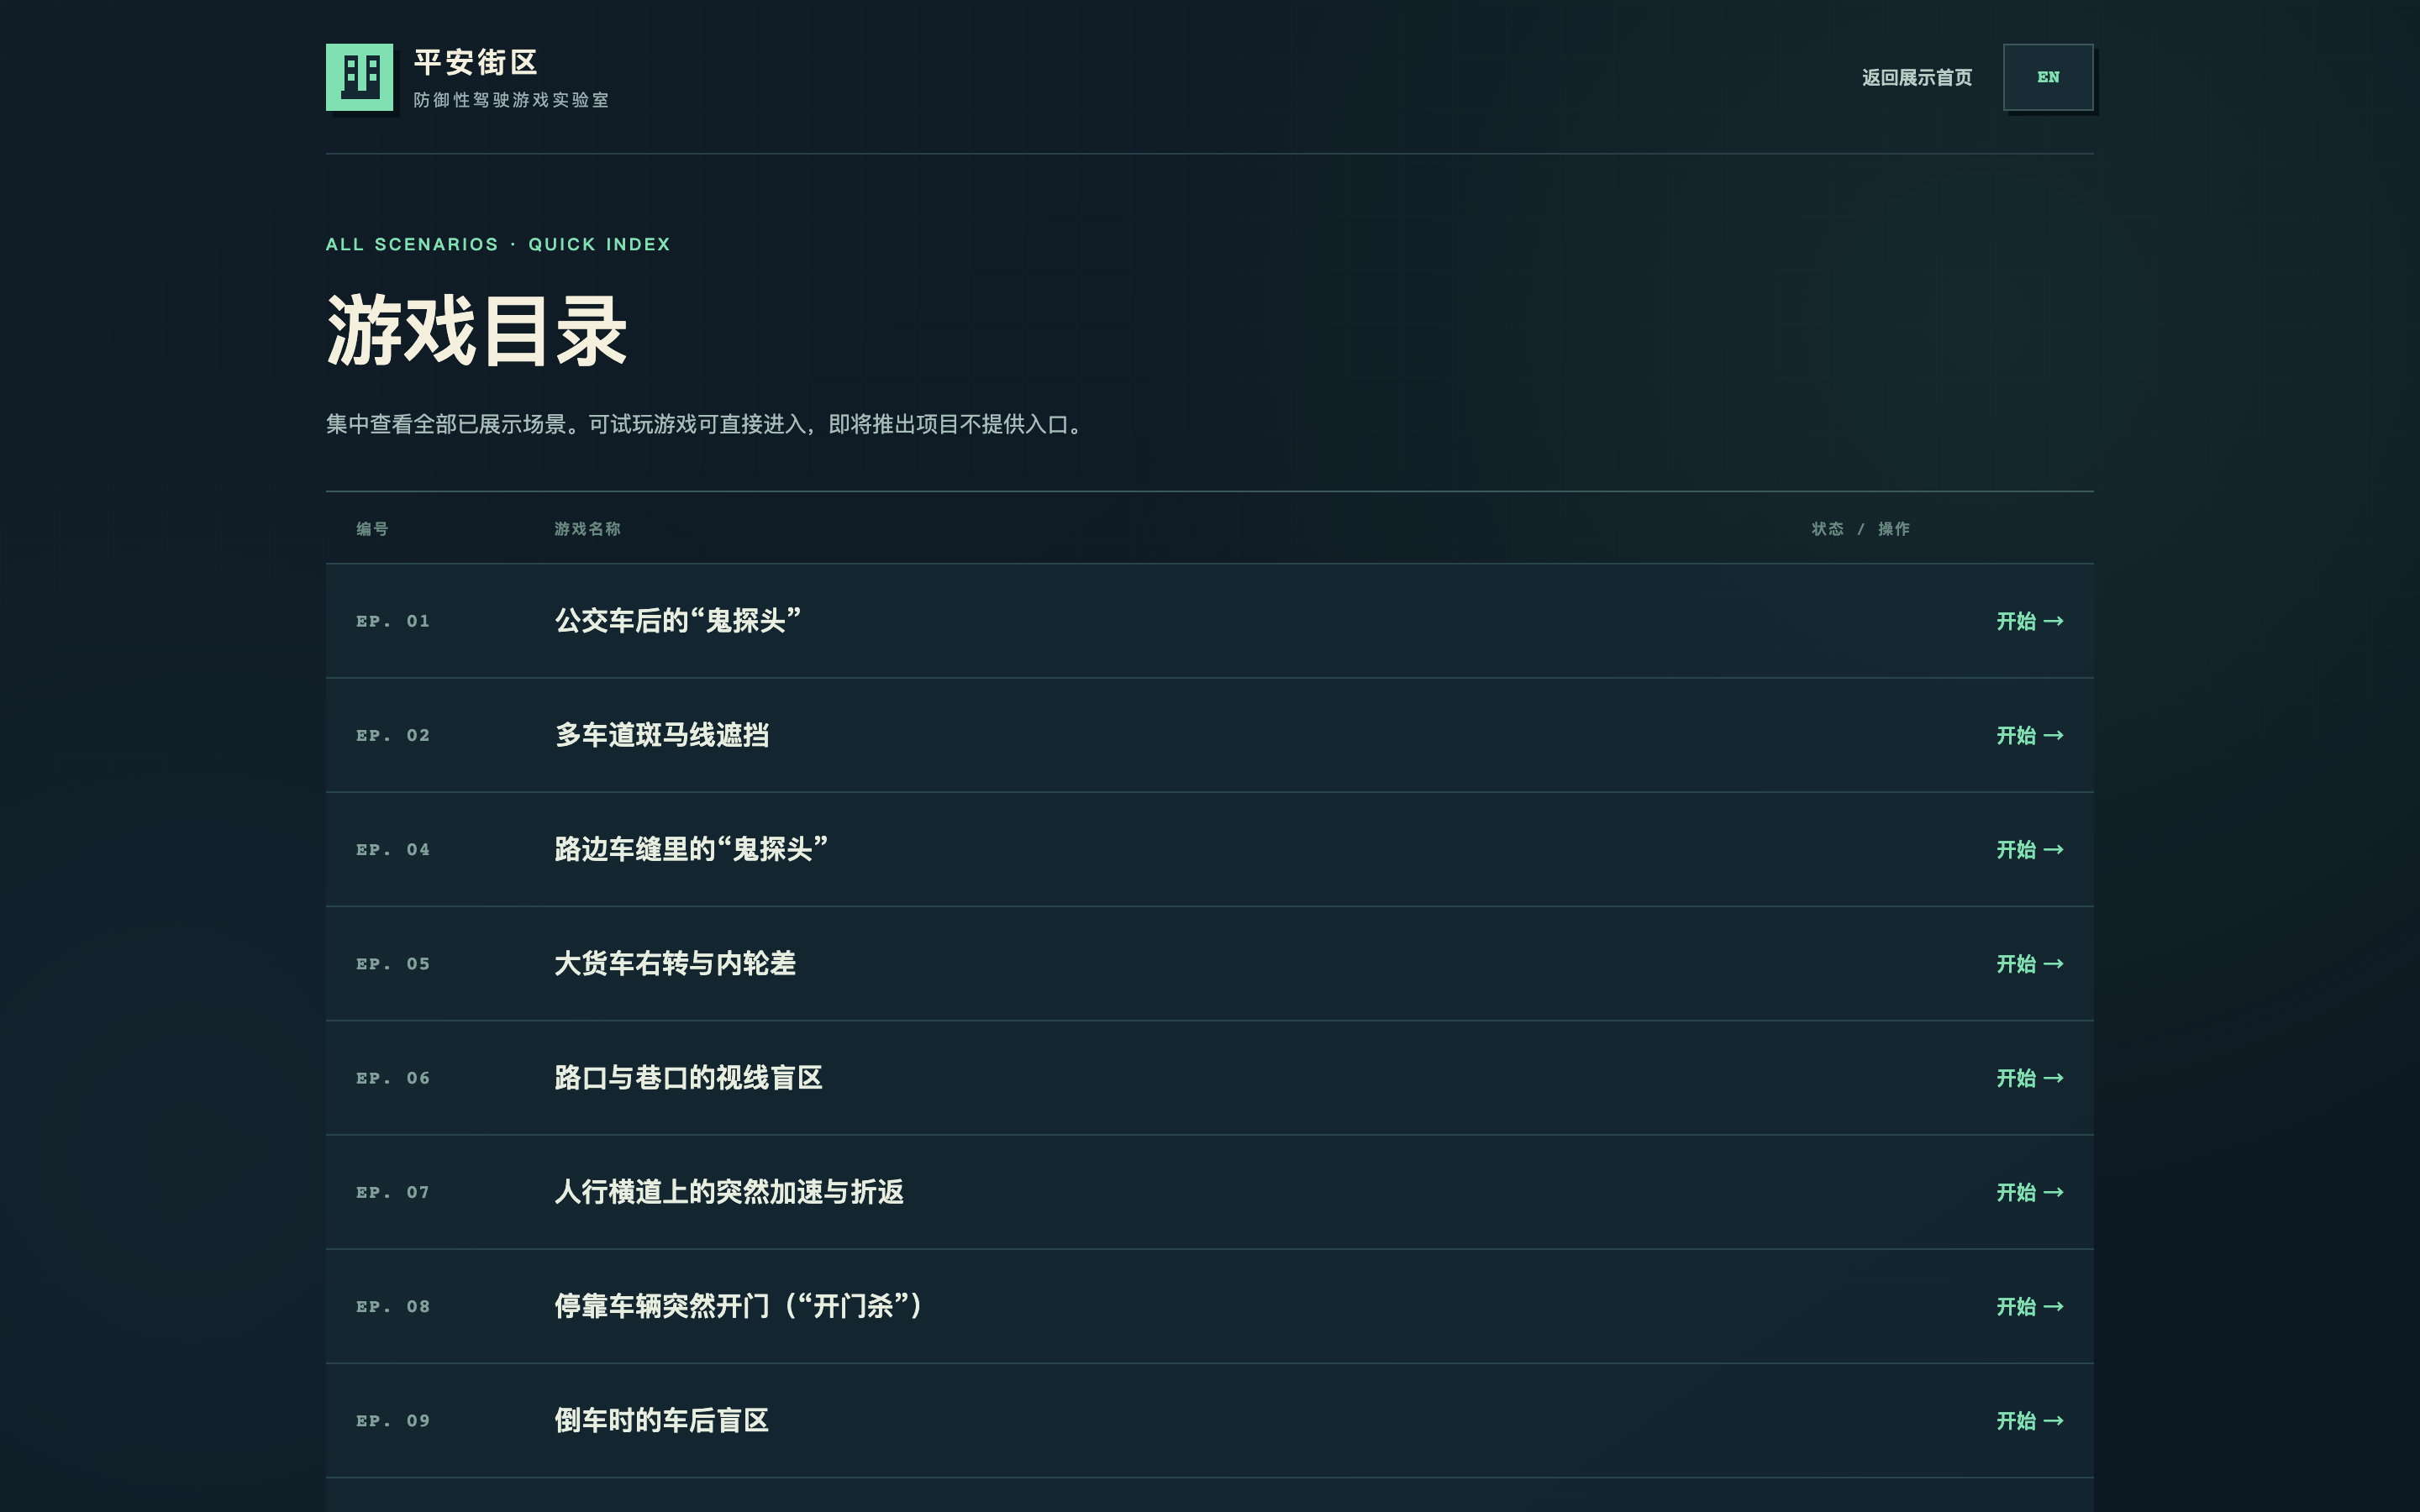 平安街区
防御性驾驶游戏实验室
返回展示首页
EN
ALL SCENARIOS · QUICK INDEX
游戏目录
集中查看全部已展示场景。可试玩游戏可直接进入，即将推出项目不提供入口。
编号 游戏名称 状态 / 操作
EP. 01 公交车后的“鬼探头” 开始 →
EP. 02 多车道斑马线遮挡 开始 →
EP. 04 路边车缝里的“鬼探头” 开始 →
EP. 05 大货车右转与内轮差 开始 →
EP. 06 路口与巷口的视线盲区 开始 →
EP. 07 人行横道上的突然加速与折返 开始 →
EP. 08 停靠车辆突然开门（“开门杀”） 开始 →
EP. 09 倒车时的车后盲区 开始 →